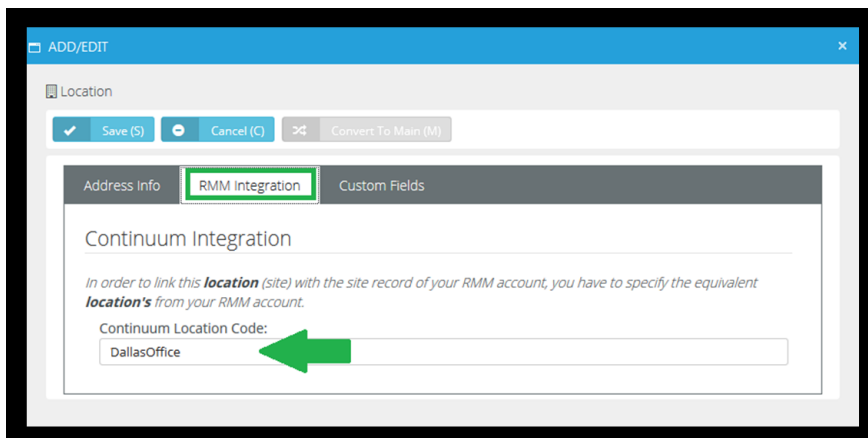 ADD/EDIT
×
Location
Save (S)
Cancel (C)
Convert To Main (M)
Address Info
RMM Integration
Custom Fields
Continuum Integration
In order to link this location (site) with the site record of your RMM account, you have to specify the equivalent
location's from your RMM account.
Continuum Location Code:
DallasOffice